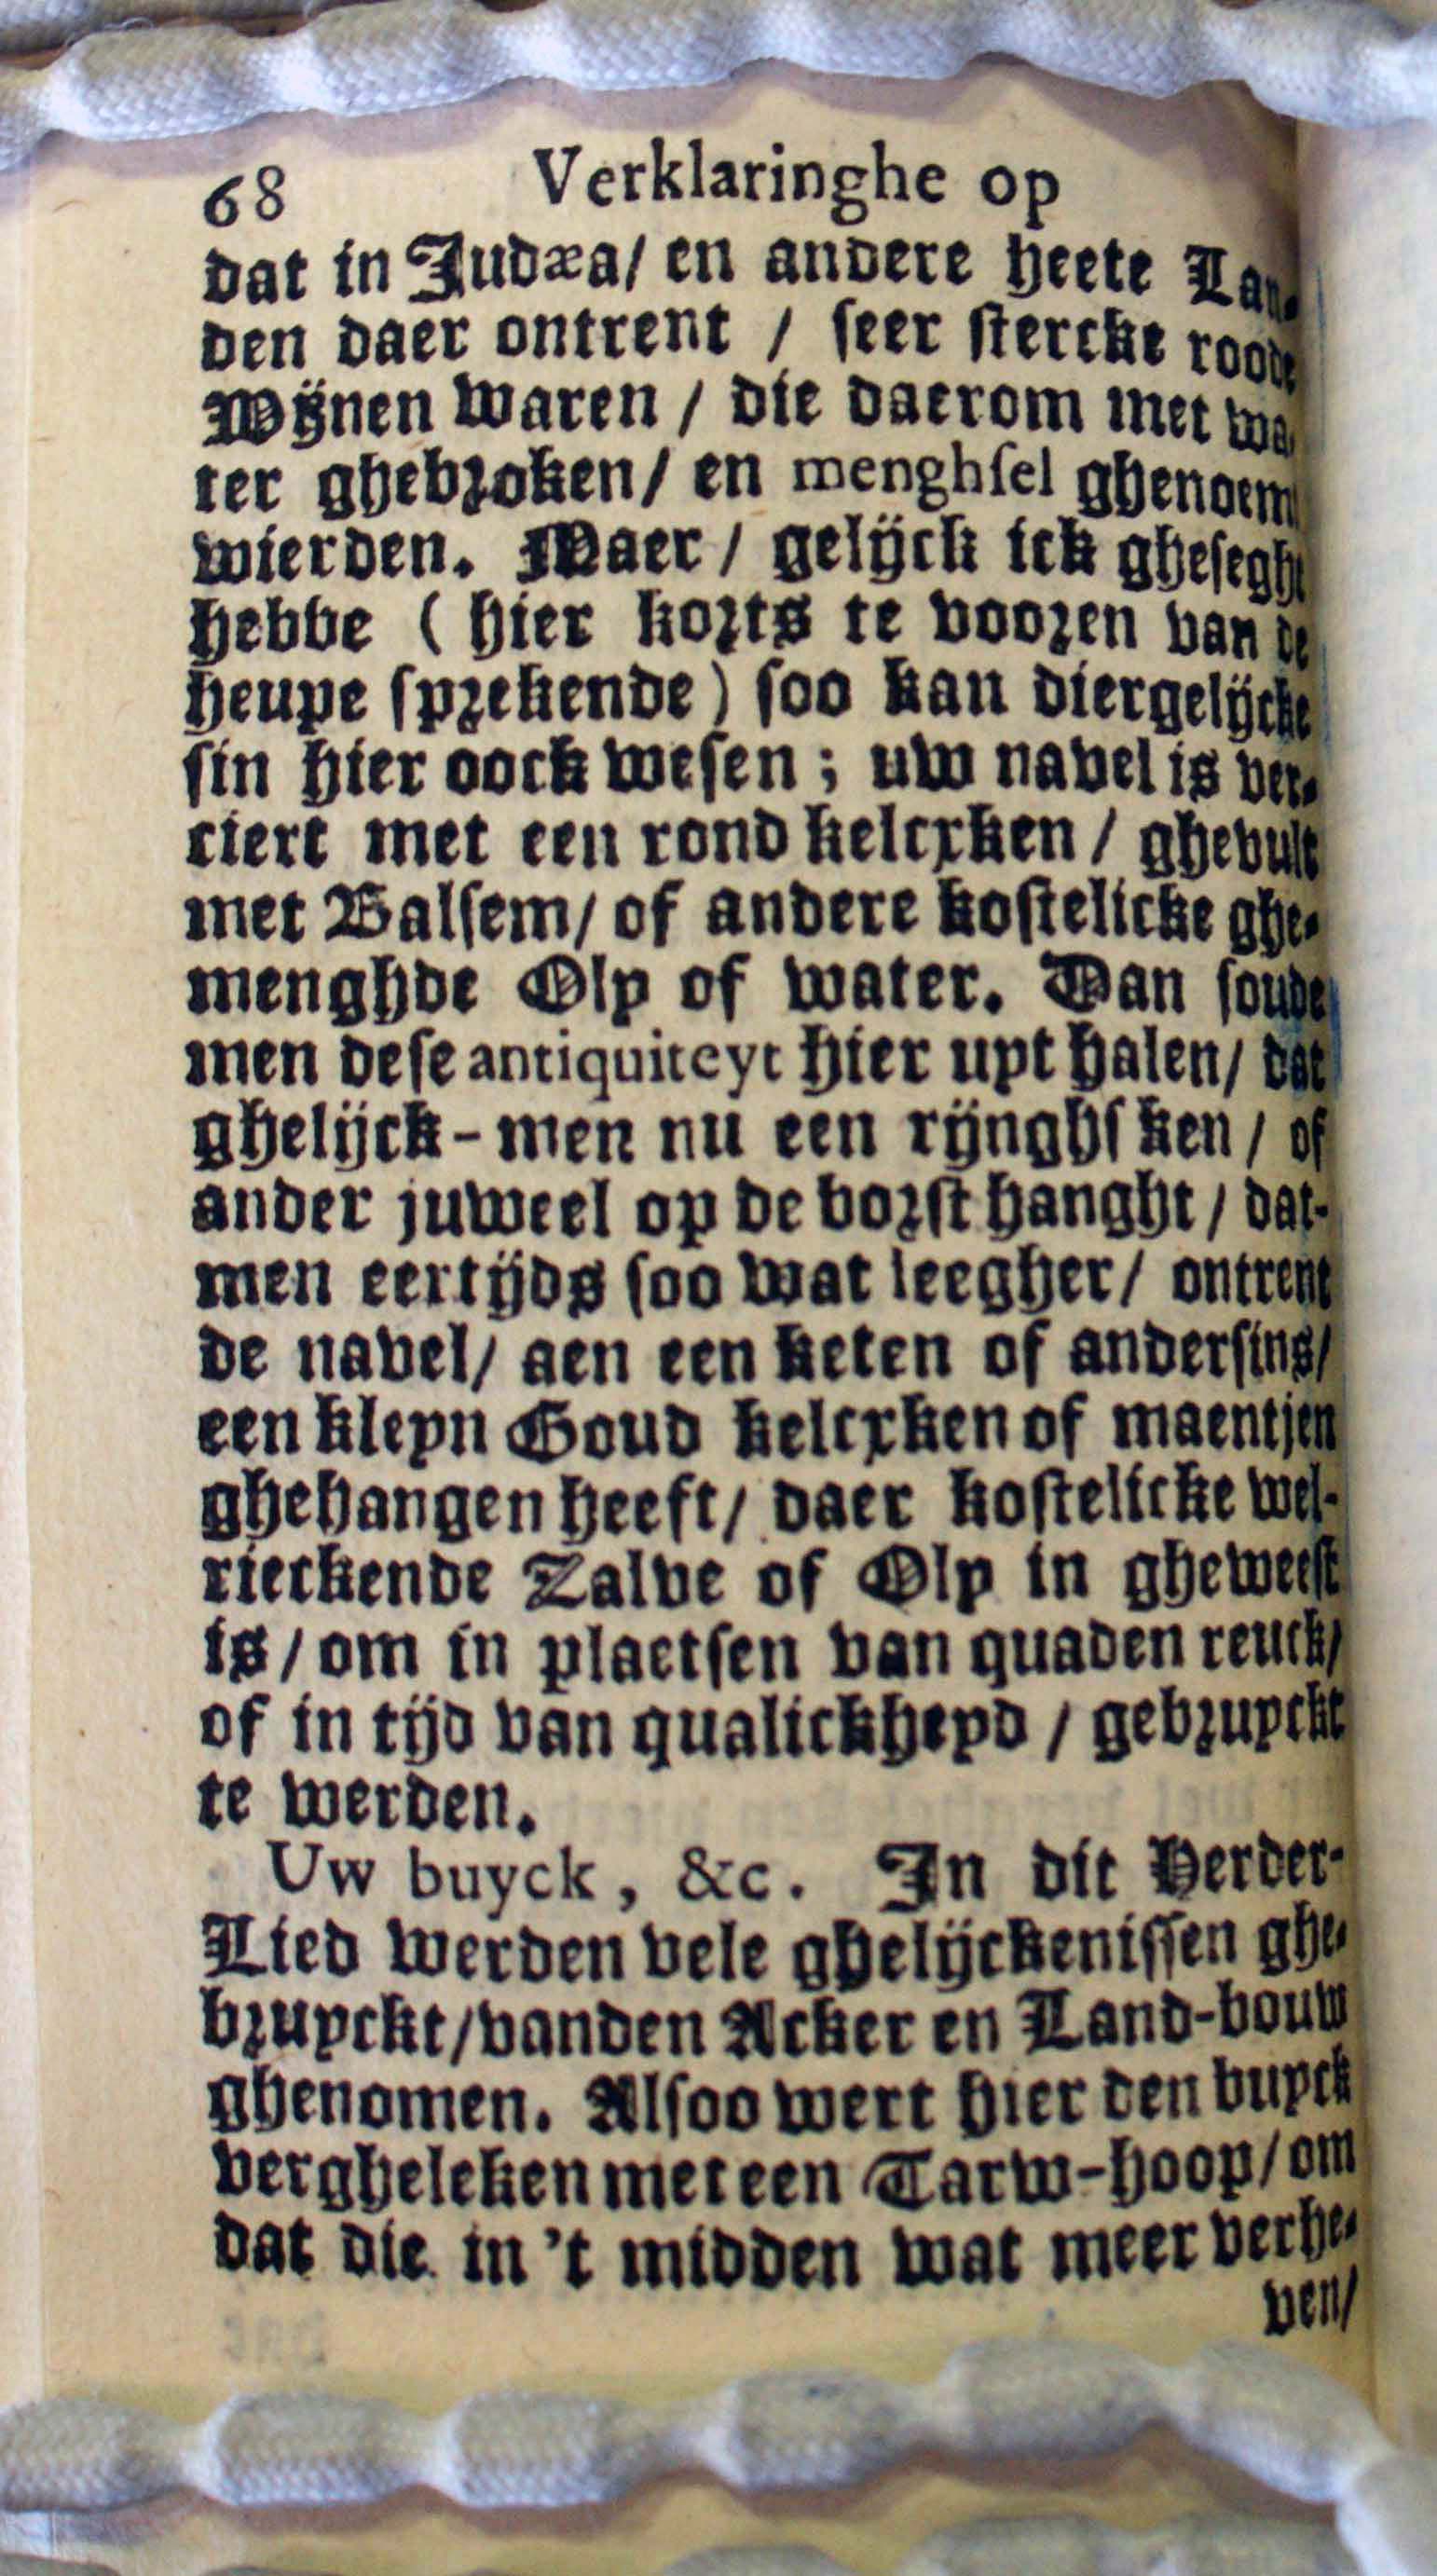 68 Verklaringhe op
dat in Judæa/ en andere heete Lan-
den daer ontrent / seer stercke roode
Wijnen waren / die daerom met wa-
ter ghebroken/ en menghsel ghenoemt
wierden. Maer / gelijck ick gheseght
hebbe ( hier korts te vooren van de
heupe sprekende) soo kan diergelijcke
sin hier oock wesen ; uw navel is ver-
ciert met een rond kelcxken / ghevult
met Balsem/ of andere kostelicke ghe-
menghde Oly of water. Dan soude
men dese antiquiteyt hier uyt halen/ dat
ghelijck-men nu een rijnghsken / of
ander juweel op de borst hanght / dat-
men eertijds soo wat leegher/ ontrent
de navel/ aen een keten of andersins/
een kleyn Goud kelcxken of maentjen
ghehangen heeft/ daer kostelicke wel-
rieckende Zalve of Oly in gheweest
is / om in plaetsen van quaden reuck/
of in tijd van qualickheyd / gebruyckt
te werden.
Uw buyck, &c. In dit Herder-
Lied werden vele ghelijckenissen ghe-
bruyckt/vanden Acker en Land-bouw
ghenomen. Alsoo wert hier den buyck
vergheleken met een Tarw-hoop/ om
dat die in 't midden wat meer verhe-
ven/